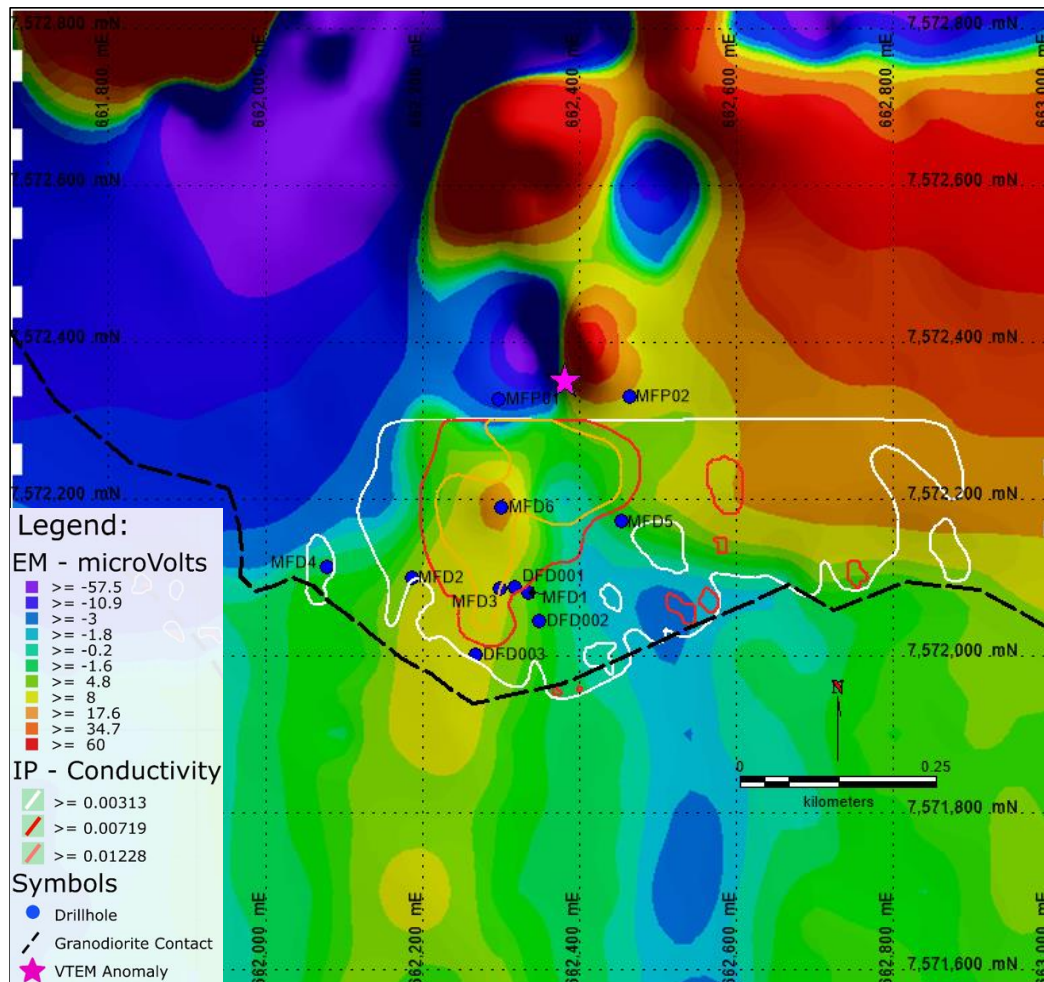 7,572,800 mN
7,572,800 mN
661,800 mE
662,000 mE
662,400 mE
662,600 mE
662,800 mE
663,000 mE
7,572,600 mN
7,572,600 mN
7,572,400 mN
7,572,400 mN
MFP01
MFP02
7,572,200 mN
7,572,200 mN
MFD6
MFD5
MFD4
MFD2
DFD001
MFD3
MFD1
DFD002
DFD003
7,572,000 mN
N
0
0.25
kilometers
7,571,800 mN
662,000 mE
662,200 mE
662,400 mE
662,600 mE
662,800 mE
663,000 mE
7,571,600 mN
Legend:
EM - microVolts
>= -57.5
>= -10.9
>= -3
>= -1.8
>= -0.2
>= -1.6
>= 4.8
>= 8
>= 17.6
>= 34.7
>= 60
IP - Conductivity
>= 0.00313
>= 0.00719
>= 0.01228
Symbols
Drillhole
Granodiorite Contact
VTEM Anomaly